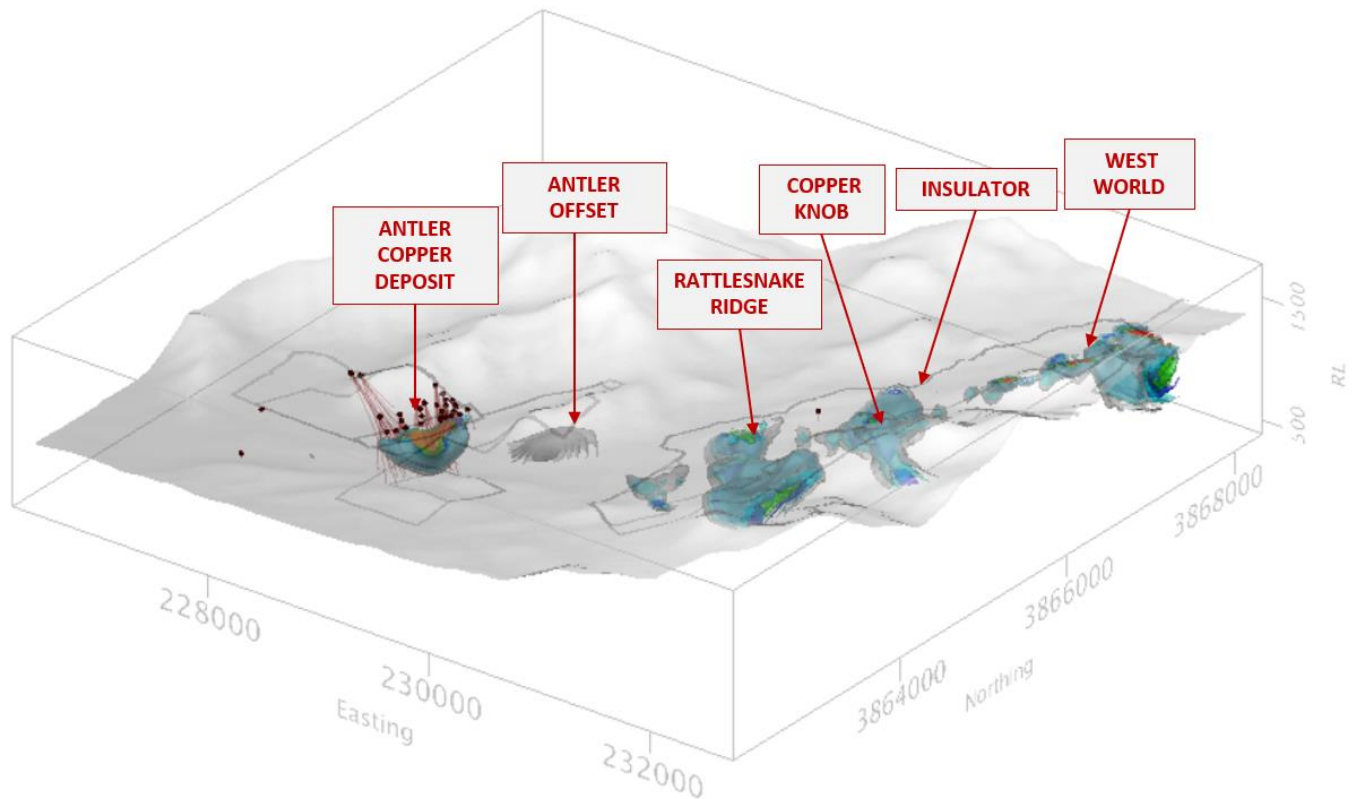 WEST
WORLD
ANTLER
OFFSET
COPPER
KNOB
INSULATOR
ANTLER
COPPER
DEPOSIT
RATTLESNAKE
RIDGE
1500
RL
500
228000
230000
232000
Easting
3864000
3866000
3868000
Northing